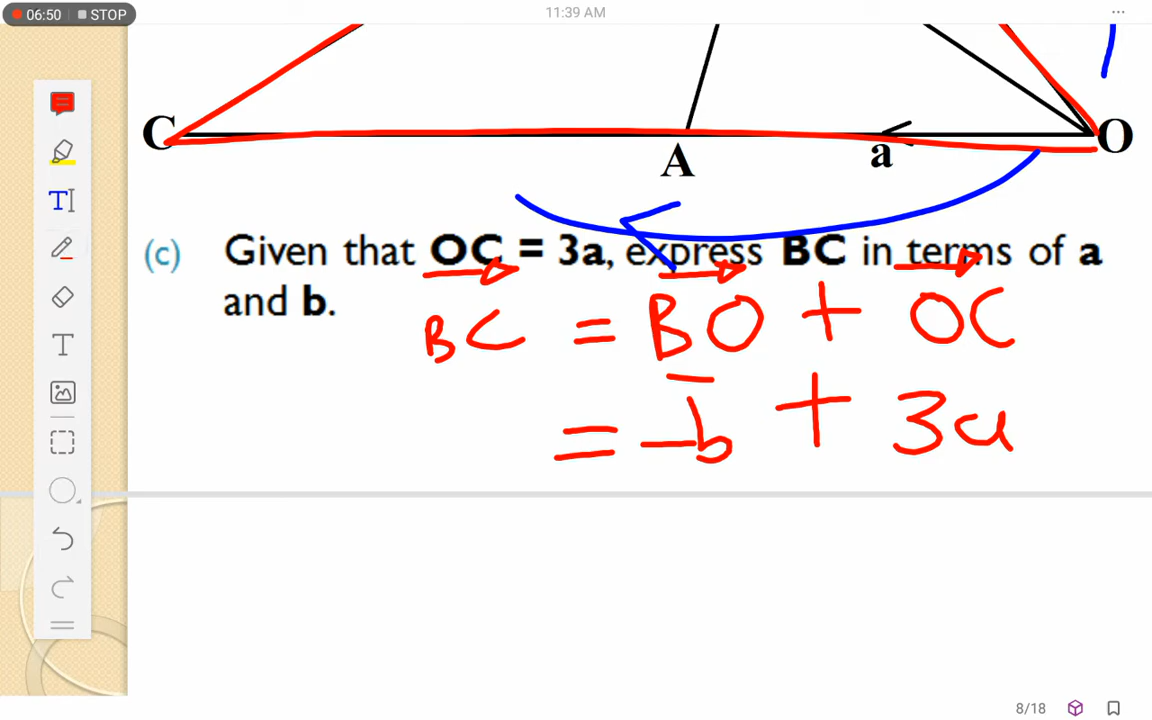 06:50 STOP
11:39 AM
C
A
a
O
(c) Given that OC = 3a, express BC in terms of a
and b.
BC = BO + OC
= -b + 3a
8/18